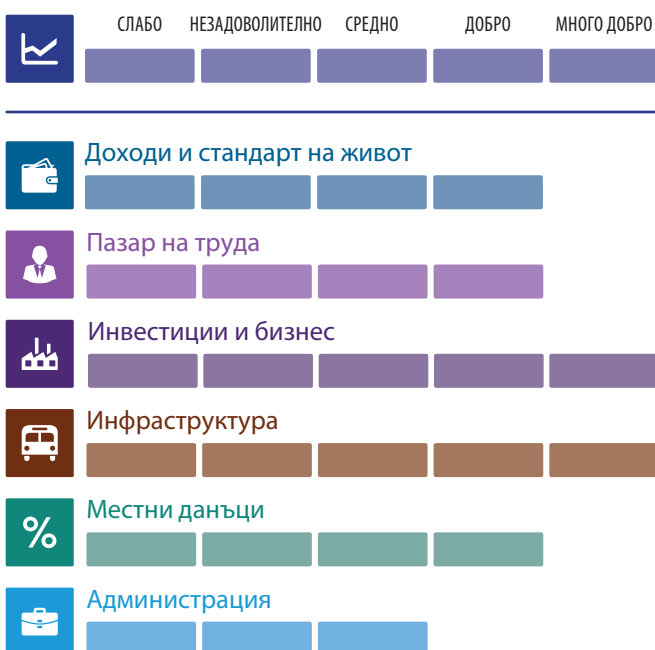 СЛАБО НЕЗАДОВОЛИТЕЛНО СРЕДНО ДОБРО МНОГО ДОБРО
Доходи и стандарт на живот
Пазар на труда
Инвестиции и бизнес
Инфраструктура
Местни данъци
%
Администрация